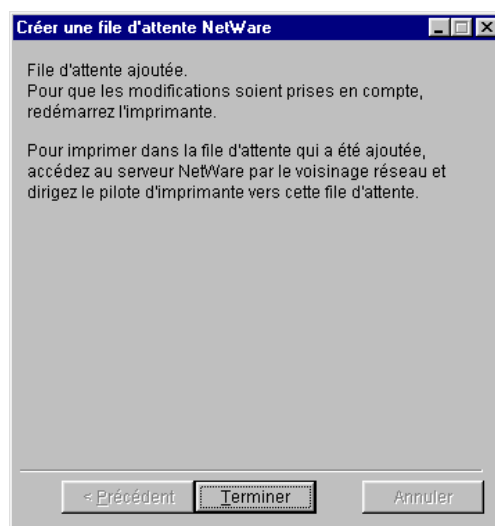 Créer une file d'attente NetWare
File d'attente ajoutée.
Pour que les modifications soient prises en compte,
redémarrez l'imprimante.
Pour imprimer dans la file d'attente qui a été ajoutée,
accédez au serveur NetWare par le voisinage réseau et
dirigez le pilote d'imprimante vers cette file d'attente.
< Précédent Terminer Annuler